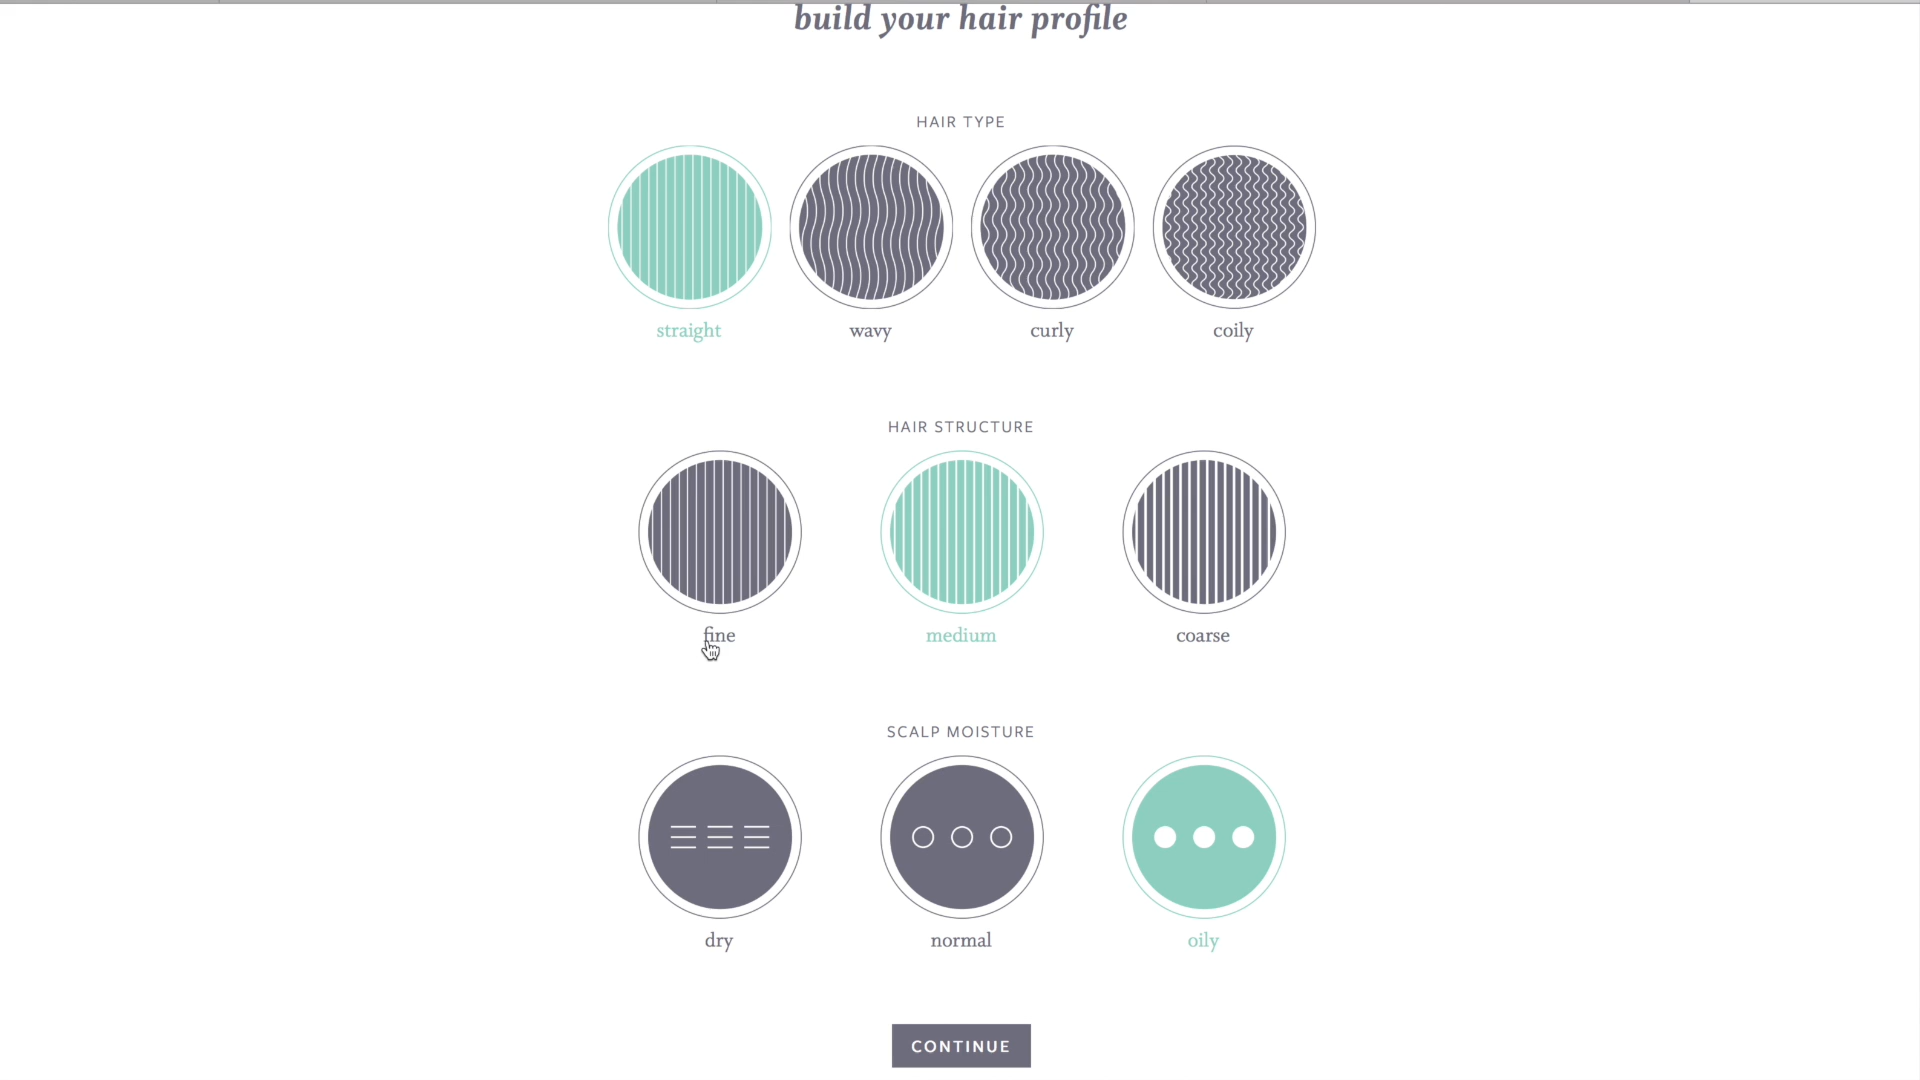 build your hair profile
HAIR TYPE
straight wavy curly coily
HAIR STRUCTURE
fine medium coarse
SCALP MOISTURE
dry normal oily
CONTINUE